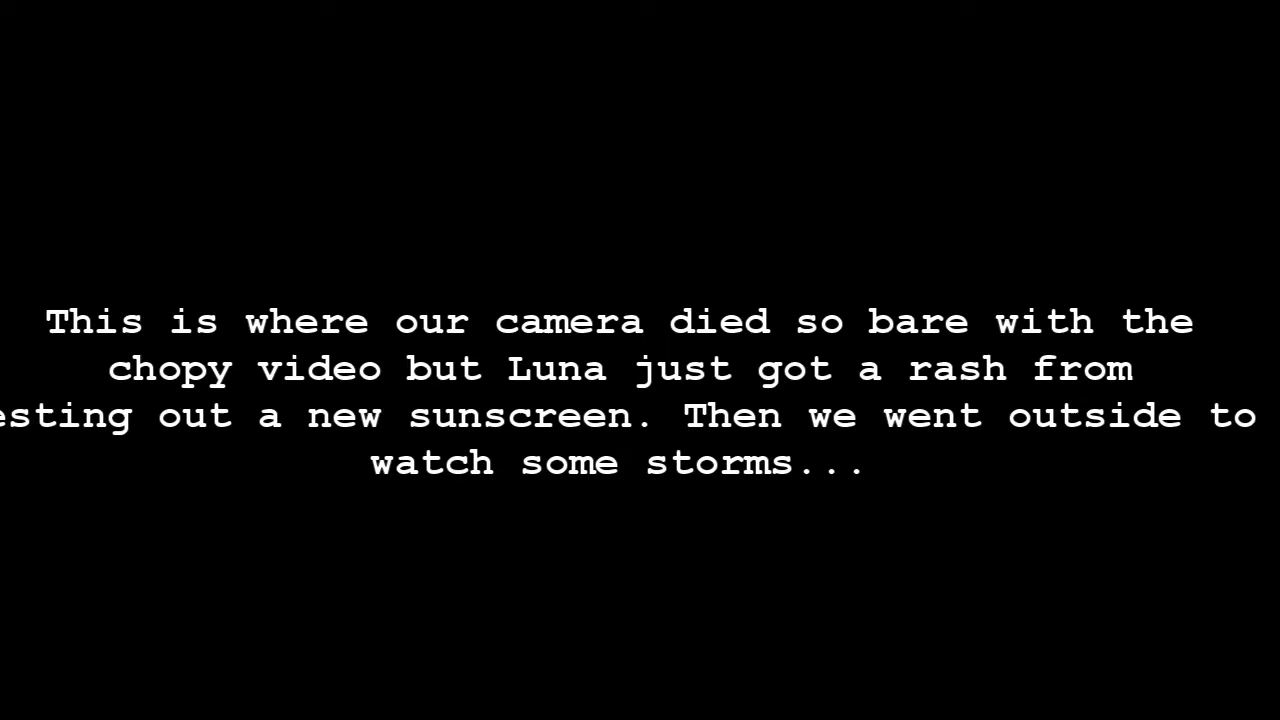 This is where our camera died so bare with the
chopy video but Luna just got a rash from
esting out a new sunscreen. Then we went outside to
watch some storms...